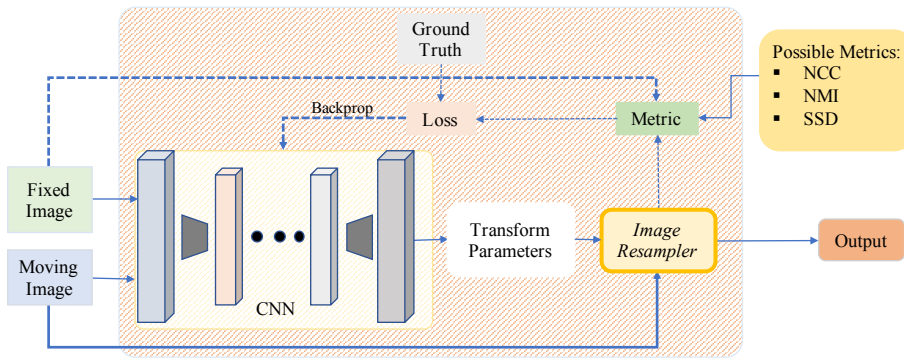 Ground
Truth
Possible Metrics:
▪ NCC
▪ NMI
▪ SSD
Backprop
Loss
Metric
Fixed
Image
Moving
Image
CNN
Transform
Parameters
Image
Resampler
Output